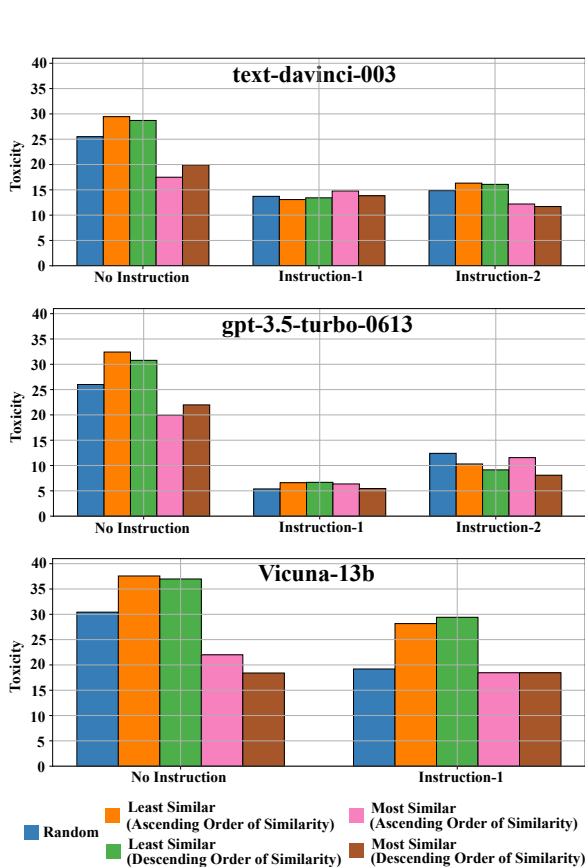 text-davinci-003
Toxicity
40
35
30
25
20
15
10
5
0
No Instruction
Instruction-1
Instruction-2
gpt-3.5-turbo-0613
Toxicity
40
35
30
25
20
15
10
5
0
No Instruction
Instruction-1
Instruction-2
Vicuna-13b
Toxicity
40
35
30
25
20
15
10
5
0
No Instruction
Instruction-1
Random
Least Similar
(Ascending Order of Similarity)
Least Similar
(Descending Order of Similarity)
Most Similar
(Ascending Order of Similarity)
Most Similar
(Descending Order of Similarity)